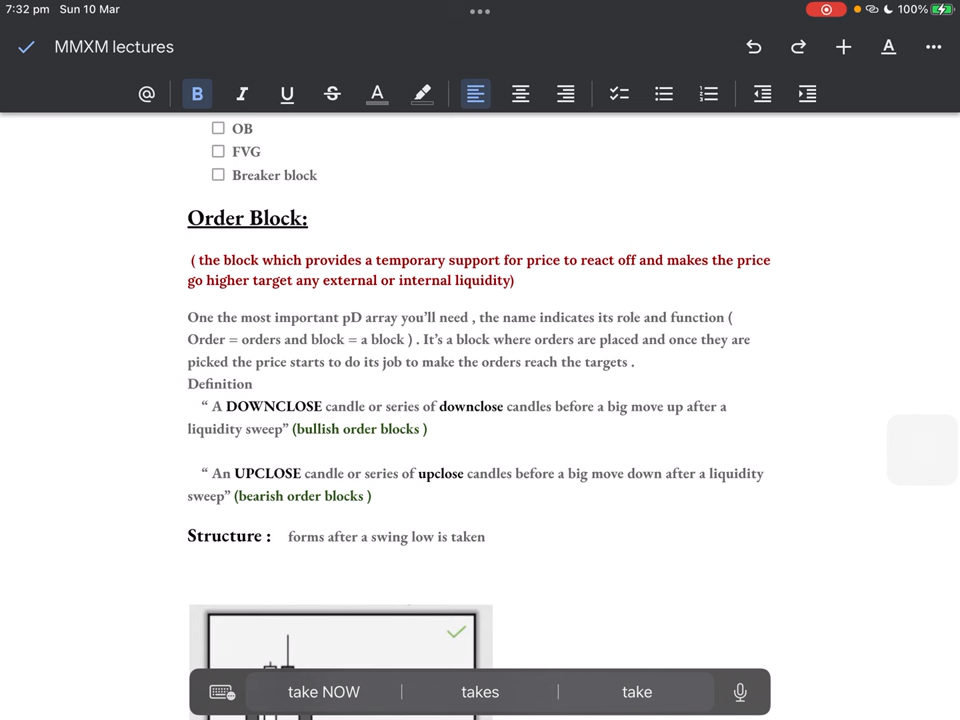 7:32 pm Sun 10 Mar
100%
MMXM lectures
@ B I U S A
OB
FVG
Breaker block
Order Block:
( the block which provides a temporary support for price to react off and makes the price
go higher target any external or internal liquidity)
One the most important pD array you’ll need , the name indicates its role and function (
Order = orders and block = a block ) . It’s a block where orders are placed and once they are
picked the price starts to do its job to make the orders reach the targets .
Definition
“ A DOWNCLOSE candle or series of downclose candles before a big move up after a
liquidity sweep” (bullish order blocks )
“ An UPCLOSE candle or series of upclose candles before a big move down after a liquidity
sweep” (bearish order blocks )
Structure : forms after a swing low is taken
take NOW takes take